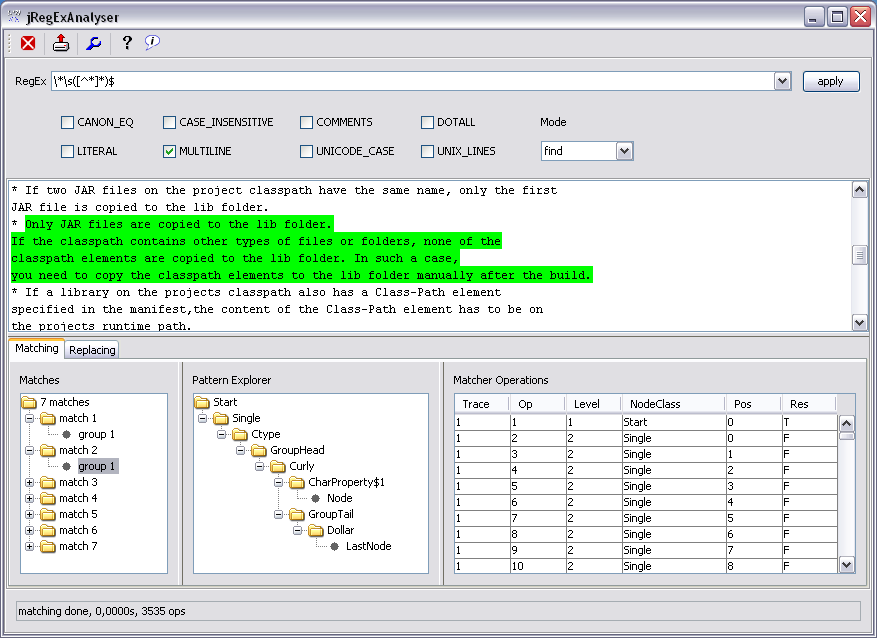 jRegExAnalyser
?
RegEx \*\s([^*]*)$ apply
CANON_EQ CASE_INSENSITIVE COMMENTS DOTALL Mode
LITERAL MULTILINE UNICODE_CASE UNIX_LINES find
* If two JAR files on the project classpath have the same name, only the first
JAR file is copied to the lib folder.
* Only JAR files are copied to the lib folder.
If the classpath contains other types of files or folders, none of the
classpath elements are copied to the lib folder. In such a case,
you need to copy the classpath elements to the lib folder manually after the build.
* If a library on the projects classpath also has a Class-Path element
specified in the manifest,the content of the Class-Path element has to be on
the projects runtime path.
Matching Replacing
Matches
7 matches
match 1
group 1
match 2
group 1
match 3
match 4
match 5
match 6
match 7
Pattern Explorer
Start
Single
Ctype
GroupHead
Curly
CharProperty$1
Node
GroupTail
Dollar
LastNode
Matcher Operations
Trace Op Level NodeClass Pos Res
1 1 1 Start 0 T
1 2 2 Single 0 F
1 3 2 Single 1 F
1 4 2 Single 2 F
1 5 2 Single 3 F
1 6 2 Single 4 F
1 7 2 Single 5 F
1 8 2 Single 6 F
1 9 2 Single 7 F
1 10 2 Single 8 F
matching done, 0,0000s, 3535 ops